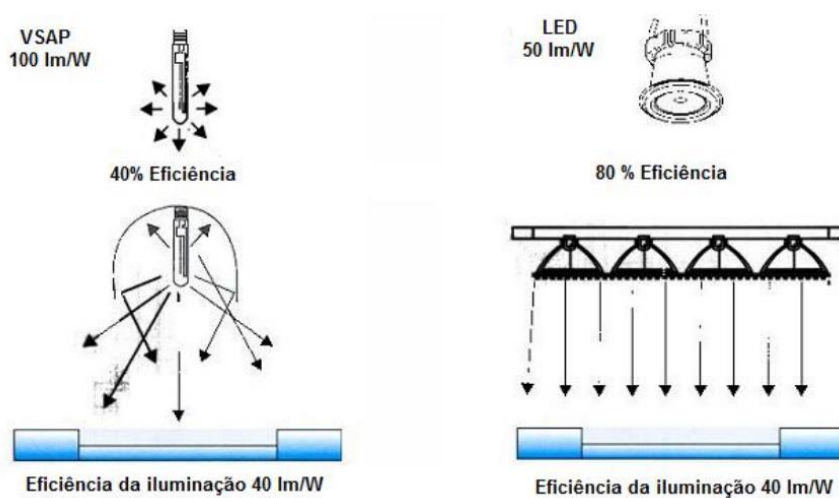 VSAP
100 lm/W
40% Eficiência
Eficiência da iluminação 40 lm/W
LED
50 lm/W
80 % Eficiência
Eficiência da iluminação 40 lm/W